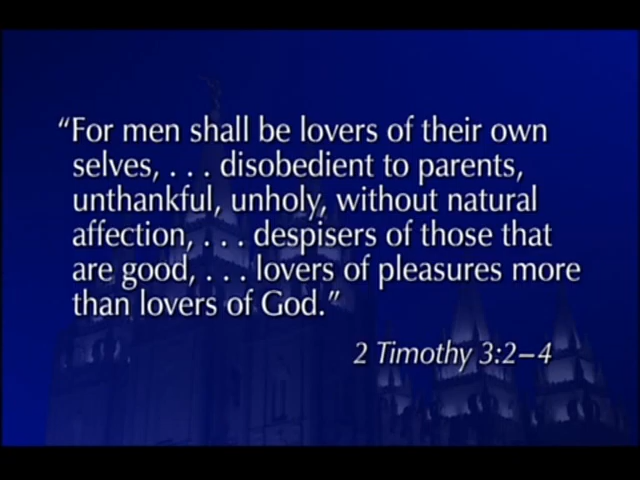 “For men shall be lovers of their own
selves, . . . disobedient to parents,
unthankful, unholy, without natural
affection, . . . despisers of those that
are good, . . . lovers of pleasures more
than lovers of God.”
2 Timothy 3:2–4